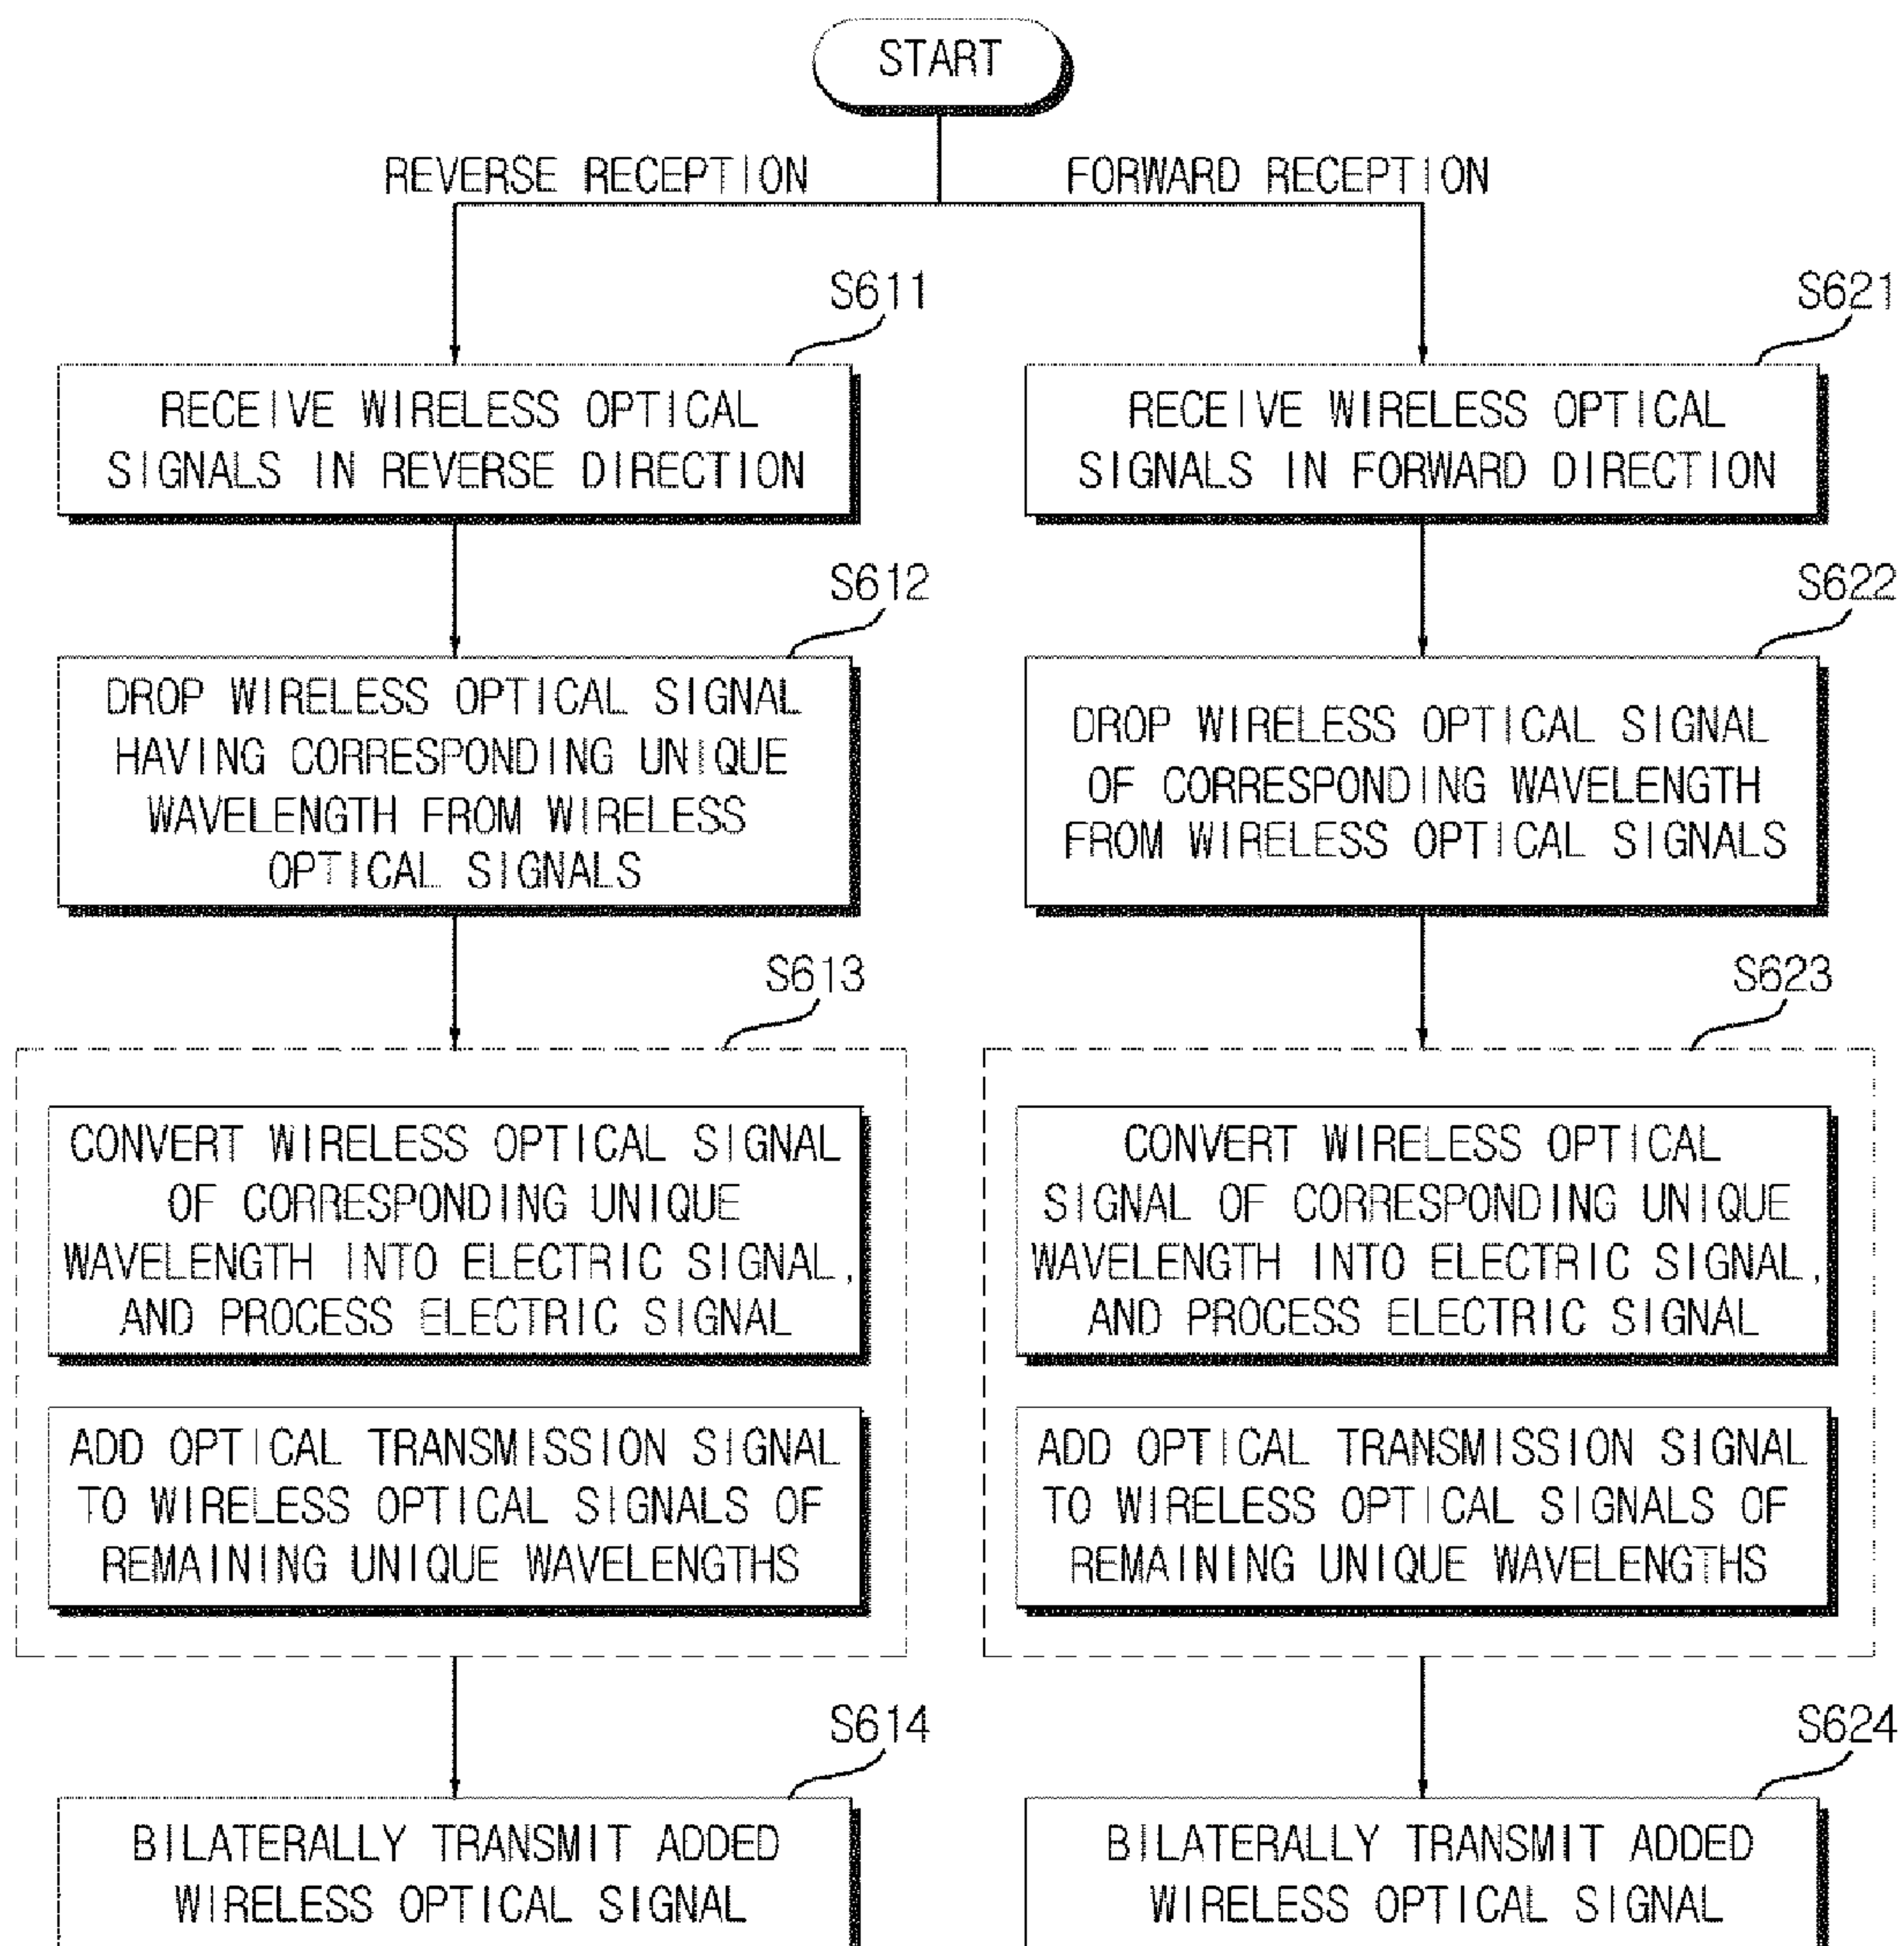 START
REVERSE RECEPTION
FORWARD RECEPTION
S611
RECEIVE WIRELESS OPTICAL
SIGNALS IN REVERSE DIRECTION
S612
DROP WIRELESS OPTICAL SIGNAL
HAVING CORRESPONDING UNIQUE
WAVELENGTH FROM WIRELESS
OPTICAL SIGNALS
S613
CONVERT WIRELESS OPTICAL SIGNAL
OF CORRESPONDING UNIQUE
WAVELENGTH INTO ELECTRIC SIGNAL,
AND PROCESS ELECTRIC SIGNAL
ADD OPTICAL TRANSMISSION SIGNAL
TO WIRELESS OPTICAL SIGNALS OF
REMAINING UNIQUE WAVELENGTHS
S614
BILATERALLY TRANSMIT ADDED
WIRELESS OPTICAL SIGNAL
S621
RECEIVE WIRELESS OPTICAL
SIGNALS IN FORWARD DIRECTION
S622
DROP WIRELESS OPTICAL SIGNAL
OF CORRESPONDING WAVELENGTH
FROM WIRELESS OPTICAL SIGNALS
S623
CONVERT WIRELESS OPTICAL
SIGNAL OF CORRESPONDING UNIQUE
WAVELENGTH INTO ELECTRIC SIGNAL,
AND PROCESS ELECTRIC SIGNAL
ADD OPTICAL TRANSMISSION SIGNAL
TO WIRELESS OPTICAL SIGNALS OF
REMAINING UNIQUE WAVELENGTHS
S624
BILATERALLY TRANSMIT ADDED
WIRELESS OPTICAL SIGNAL